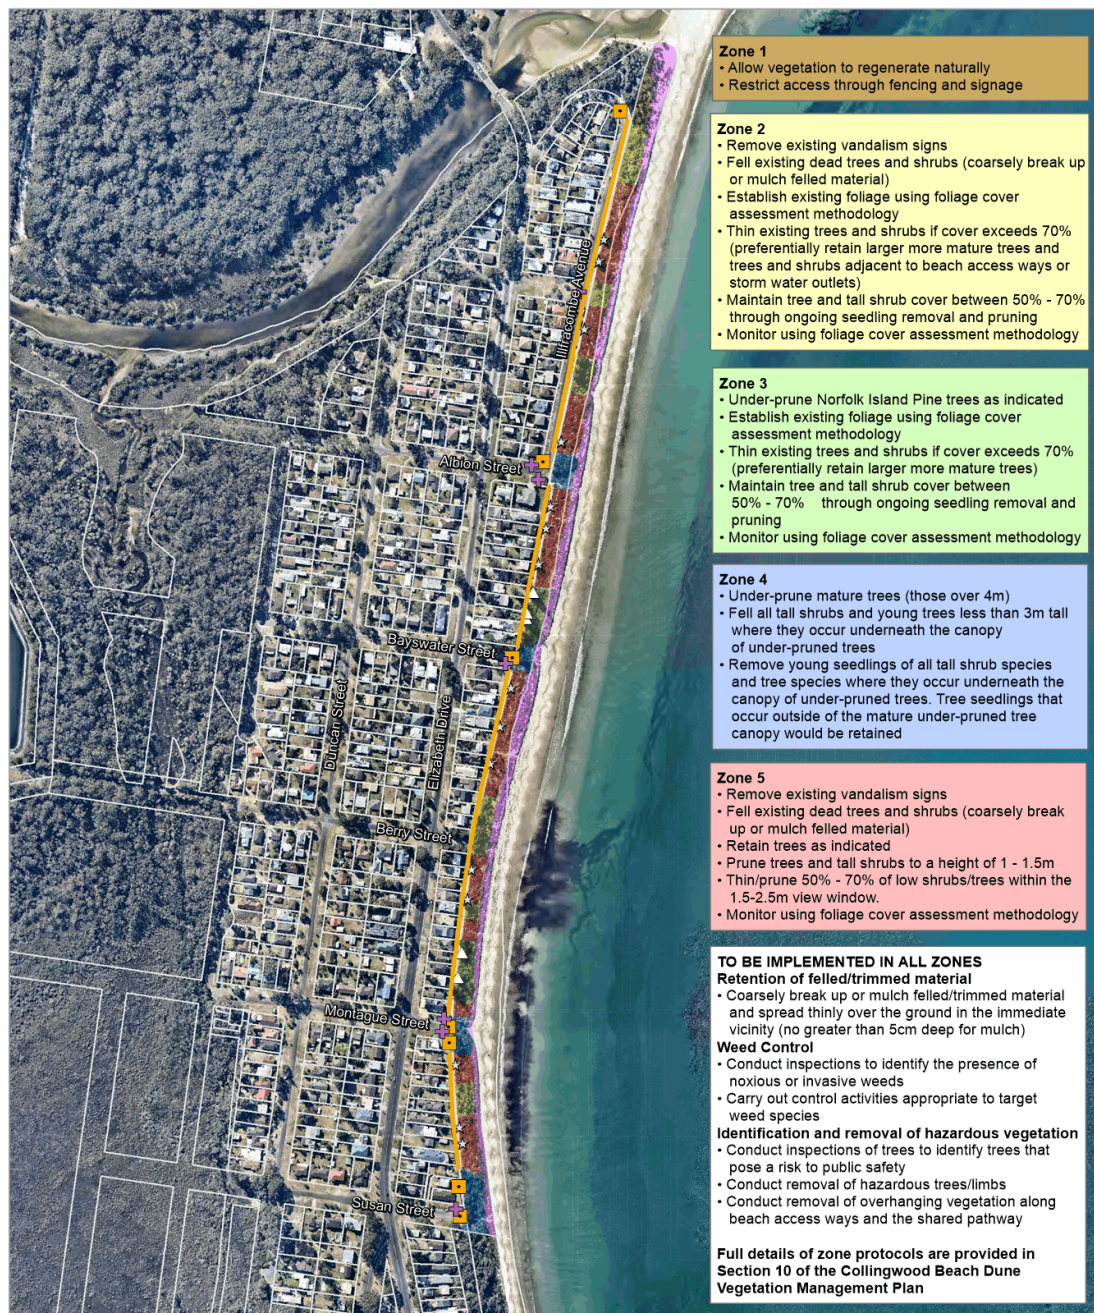 Zone 1
• Allow vegetation to regenerate naturally
• Restrict access through fencing and signage
Zone 2
• Remove existing vandalism signs
• Fell existing dead trees and shrubs (coarsely break up
or mulch felled material)
• Establish existing foliage using foliage cover
assessment methodology
• Thin existing trees and shrubs if cover exceeds 70%
(preferentially retain larger more mature trees and
trees and shrubs adjacent to beach access ways or
storm water outlets)
• Maintain tree and tall shrub cover between 50% - 70%
through ongoing seedling removal and pruning
• Monitor using foliage cover assessment methodology
Zone 3
• Under-prune Norfolk Island Pine trees as indicated
• Establish existing foliage using foliage cover
assessment methodology
• Thin existing trees and shrubs if cover exceeds 70%
(preferentially retain larger more mature trees)
• Maintain tree and tall shrub cover between
50% - 70% through ongoing seedling removal and
pruning
• Monitor using foliage cover assessment methodology
Zone 4
• Under-prune mature trees (those over 4m)
• Fell all tall shrubs and young trees less than 3m tall
where they occur underneath the canopy
of under-pruned trees
• Remove young seedlings of all tall shrub species
and tree species where they occur underneath the
canopy of under-pruned trees. Tree seedlings that
occur outside of the mature under-pruned tree
canopy would be retained
Zone 5
• Remove existing vandalism signs
• Fell existing dead trees and shrubs (coarsely break
up or mulch felled material)
• Retain trees as indicated
• Prune trees and tall shrubs to a height of 1 - 1.5m
• Thin/prune 50% - 70% of low shrubs/trees within the
1.5-2.5m view window.
• Monitor using foliage cover assessment methodology
TO BE IMPLEMENTED IN ALL ZONES
Retention of felled/trimmed material
• Coarsely break up or mulch felled/trimmed material
and spread thinly over the ground in the immediate
vicinity (no greater than 5cm deep for mulch)
Weed Control
• Conduct inspections to identify the presence of
noxious or invasive weeds
• Carry out control activities appropriate to target
weed species
Identification and removal of hazardous vegetation
• Conduct inspections of trees to identify trees that
pose a risk to public safety
• Conduct removal of hazardous trees/limbs
• Conduct removal of overhanging vegetation along
beach access ways and the shared pathway
Full details of zone protocols are provided in
Section 10 of the Collingwood Beach Dune
Vegetation Management Plan
Illfracombe Avenue
Albion Street
Bayswater Street
Duncan Street
Elizabeth Drive
Berry Street
Montague Street
Susan Street